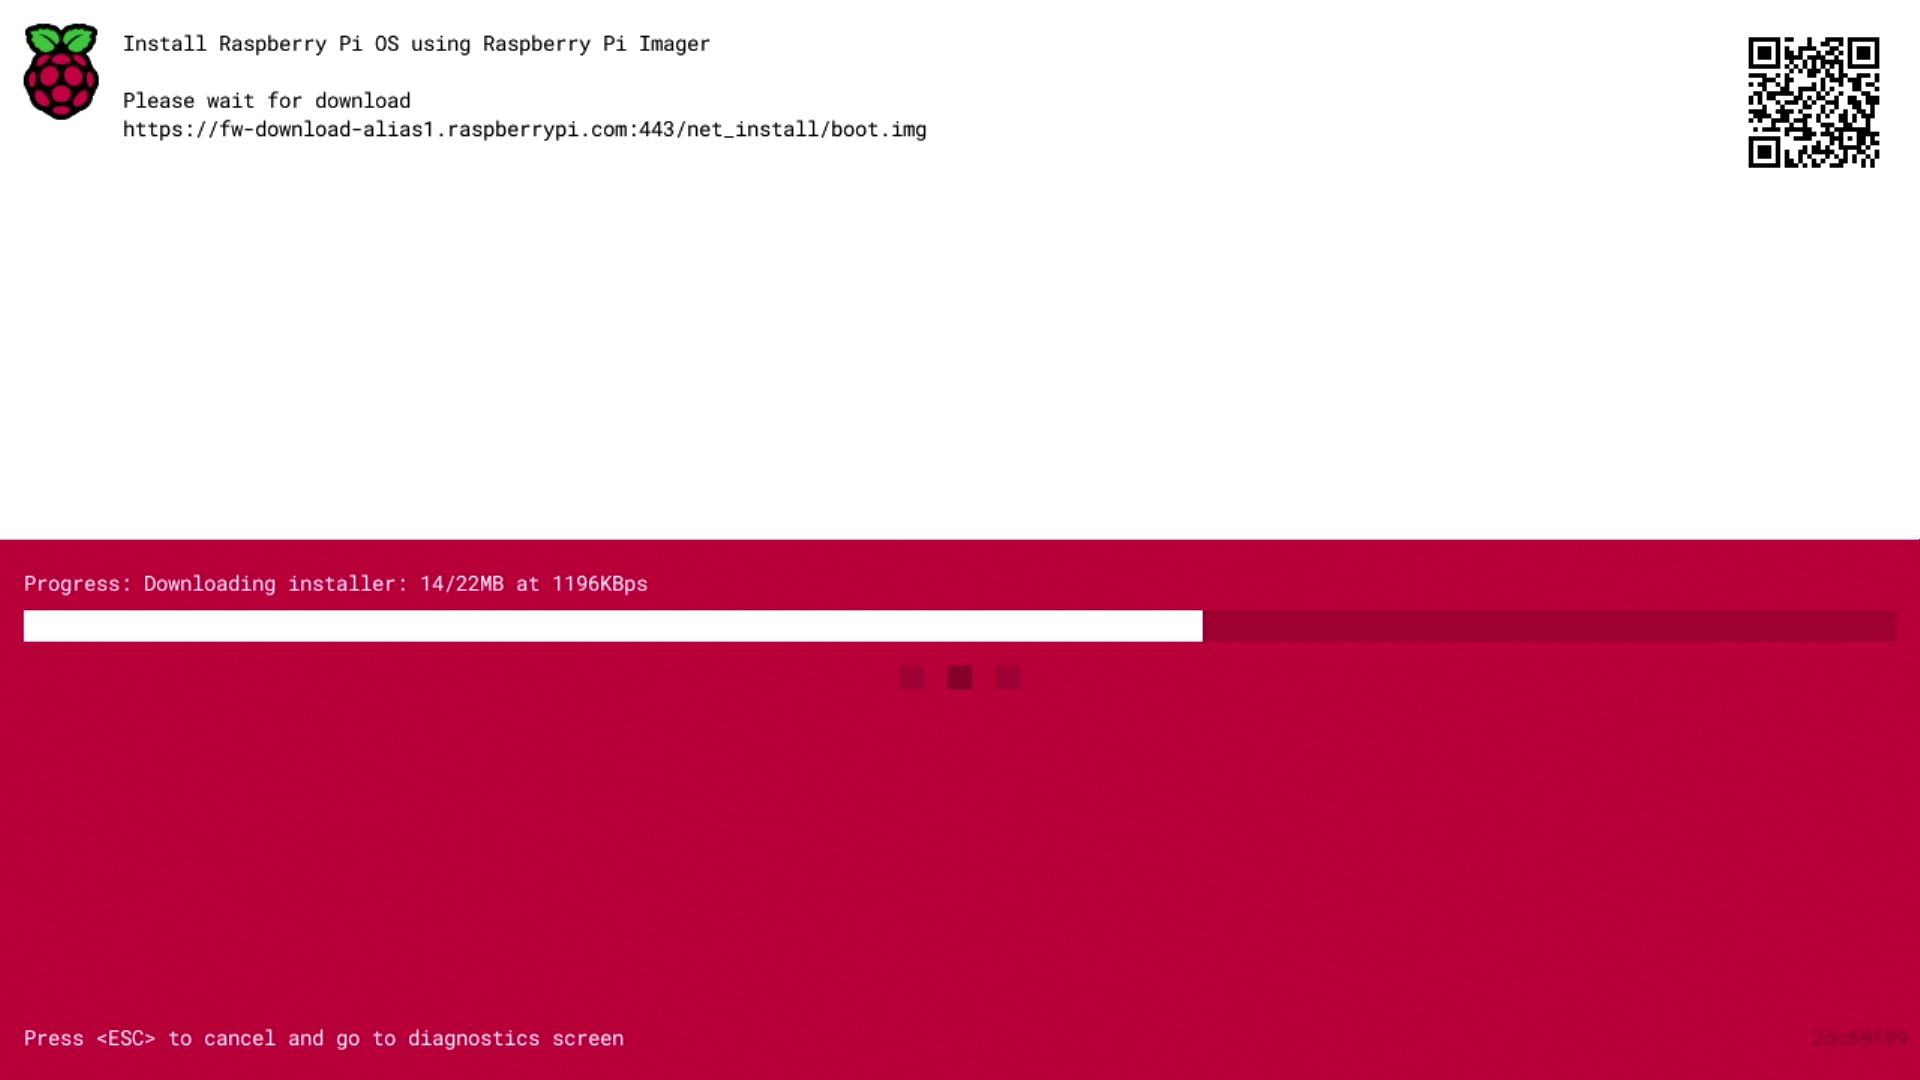 Install Raspberry Pi OS using Raspberry Pi Imager
Please wait for download
https://fw-download-alias1.raspberrypi.com:443/net_install/boot.img
Progress: Downloading installer: 14/22MB at 1196KBps
Press <ESC> to cancel and go to diagnostics screen
2dc69f09